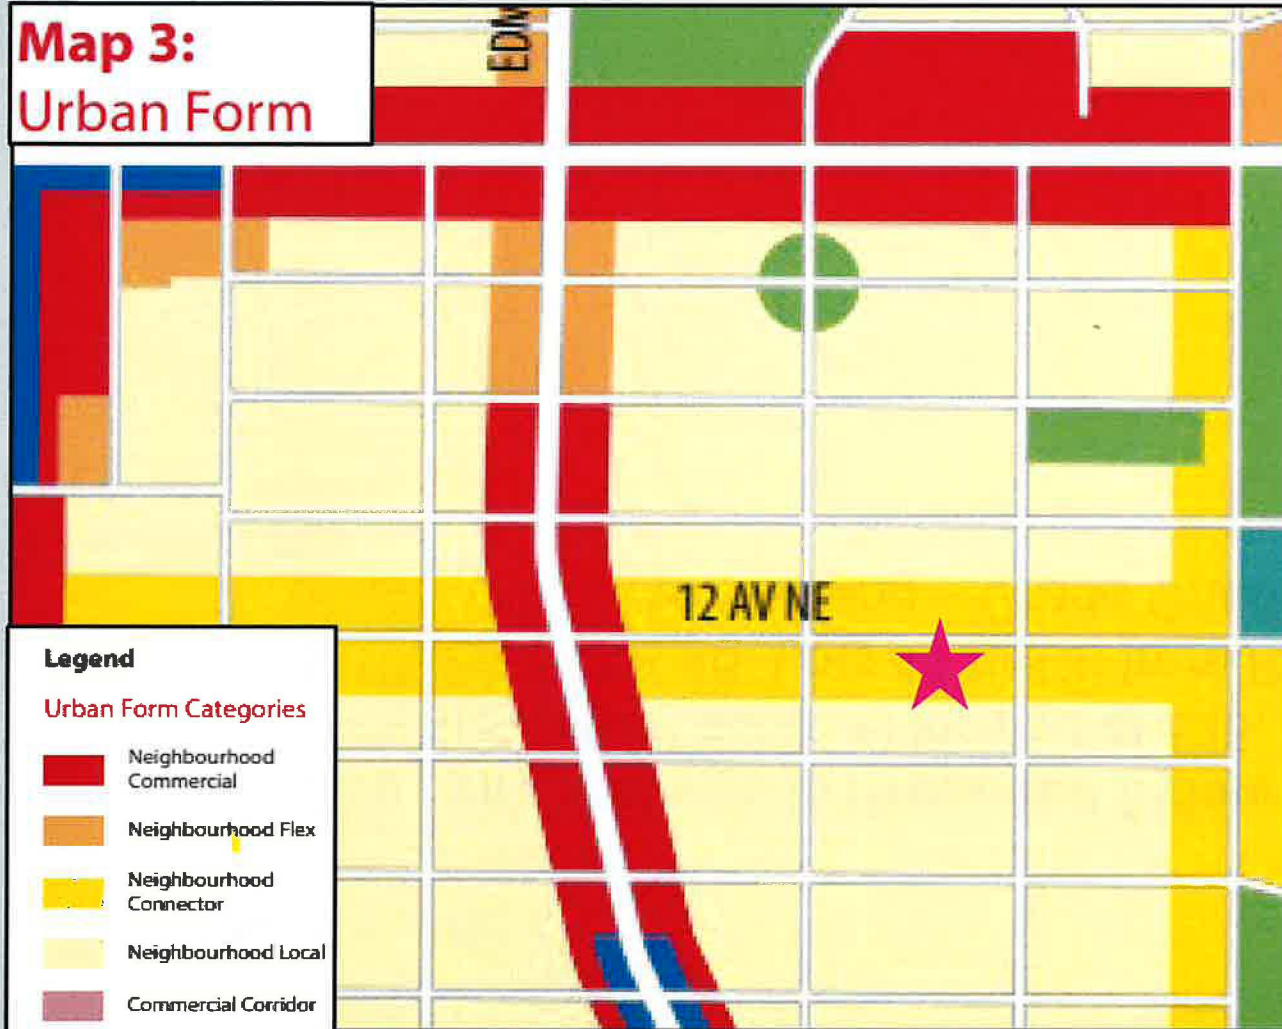 Map 3:
Urban Form
EDM
12 AV NE
Legend
Urban Form Categories
Neighbourhood
Commercial
Neighbourhood Flex
Neighbourhood
Connector
Neighbourhood Local
Commercial Corridor